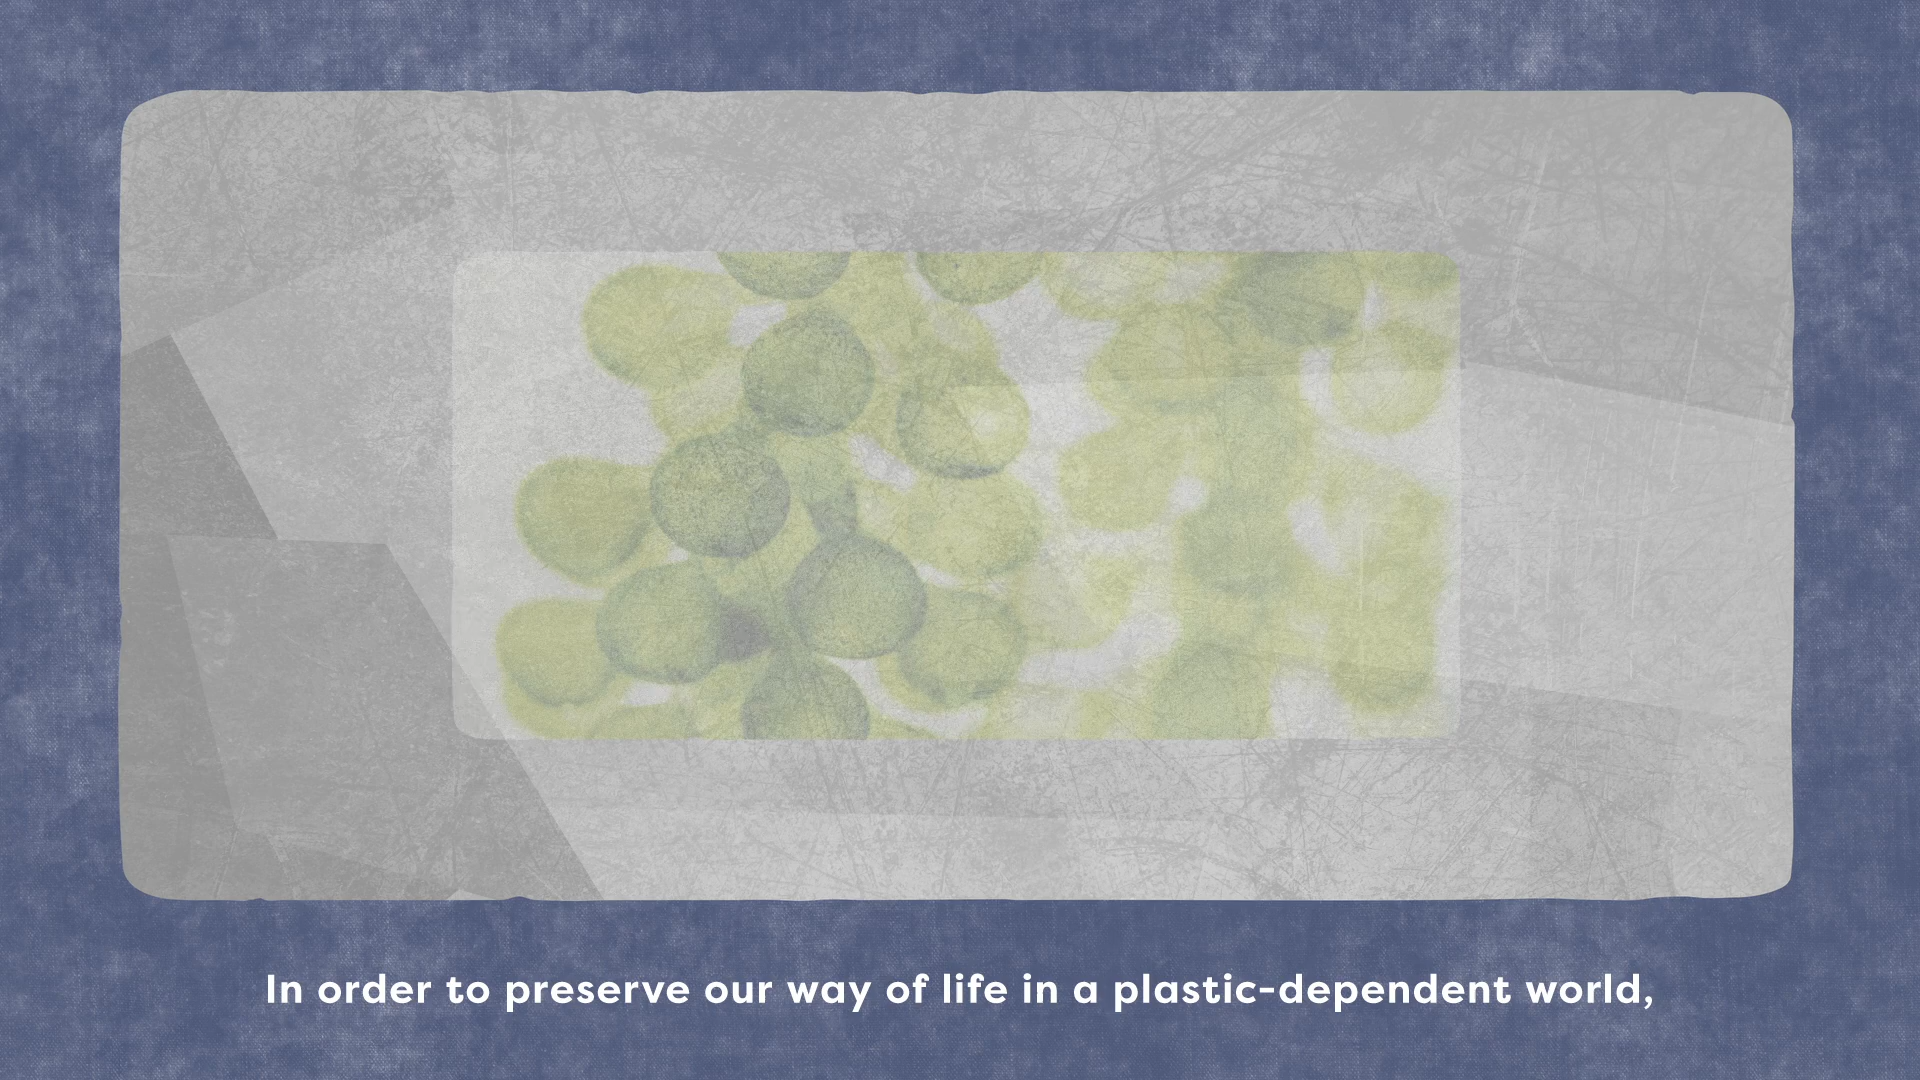 In order to preserve our way of life in a plastic-dependent world,